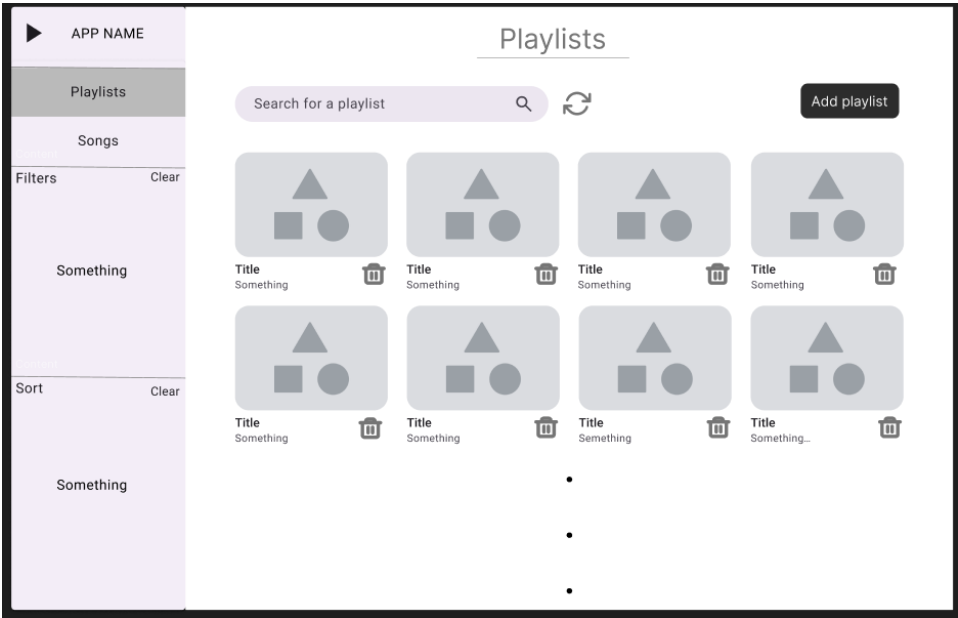 APP NAME
Playlists
Songs
Filters Clear
Something
Content
Sort Clear
Something
Playlists
Search for a playlist
Add playlist
Title Title Title Title
Something Something Something Something
Title Title Title Title
Something Something Semething Something...